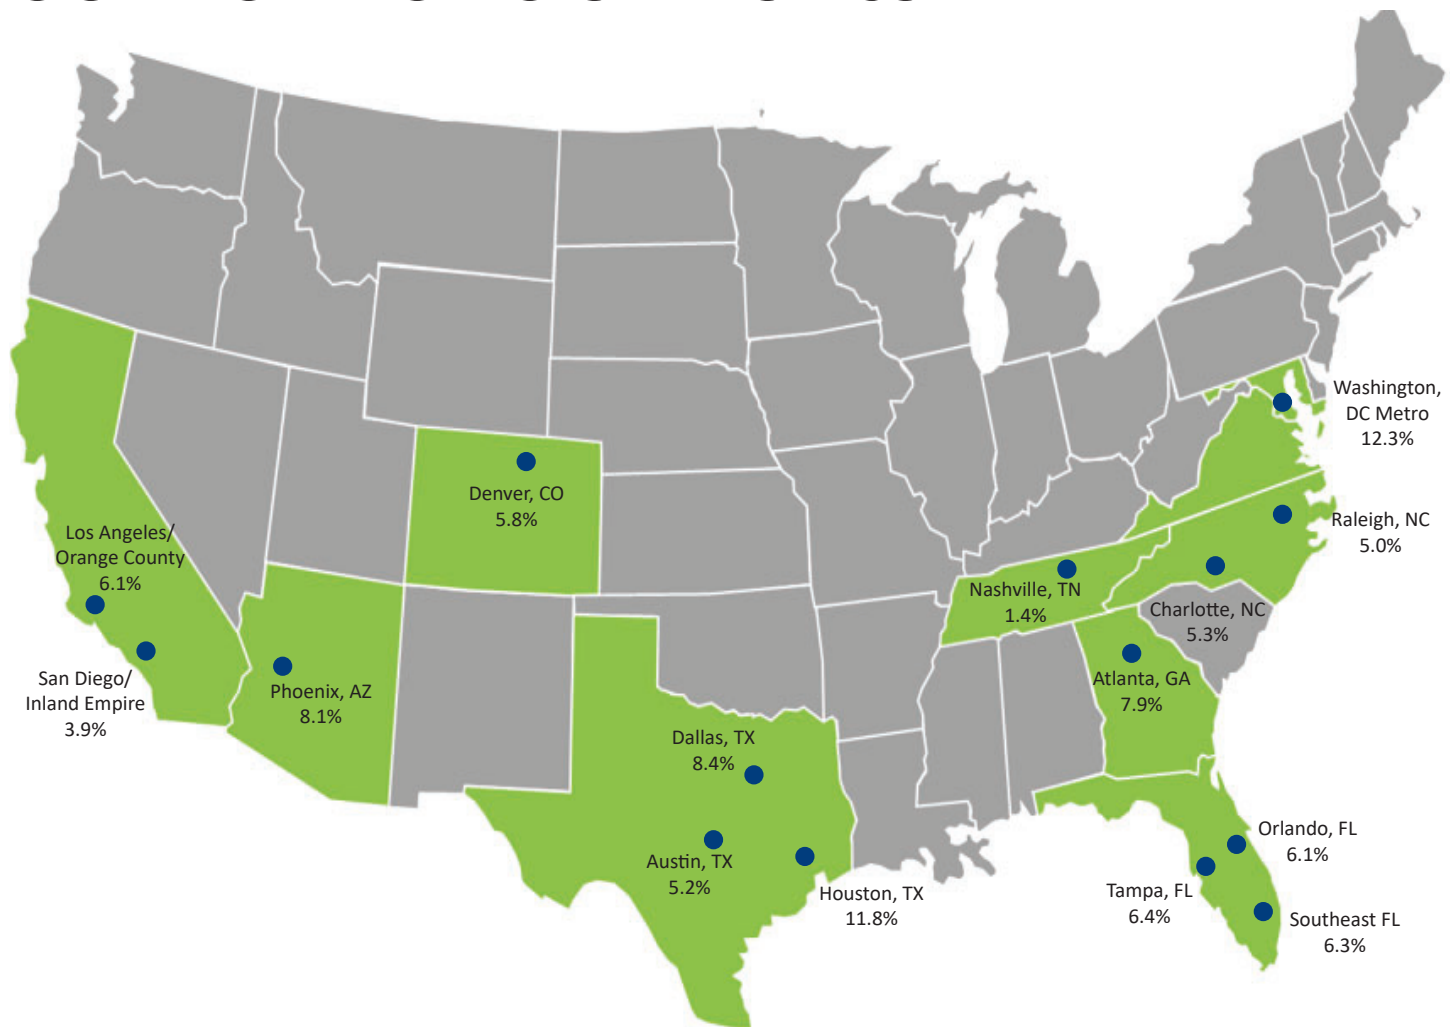 Washington,
DC Metro
12.3%
Denver, CO
5.8%
Raleigh, NC
5.0%
Los Angeles/
Orange County
6.1%
Nashville, TN
1.4%
Charlotte, NC
5.3%
San Diego/
Inland Empire
3.9%
Phoenix, AZ
8.1%
Atlanta, GA
7.9%
Dallas, TX
8.4%
Austin, TX
5.2%
Houston, TX
11.8%
Orlando, FL
6.1%
Tampa, FL
6.4%
Southeast FL
6.3%